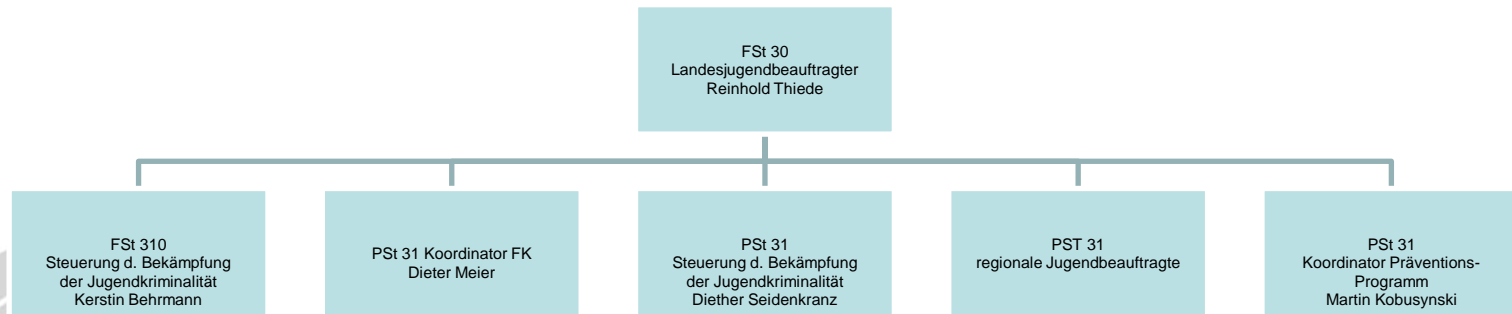 FSt 30
Landesjugendbeauftragter
Reinhold Thiede
FSt 310
Steuerung d. Bekämpfung
der Jugendkriminalität
Kerstin Behrmann
PSt 31 Koordinator FK
Dieter Meier
PSt 31
Steuerung d. Bekämpfung
der Jugendkriminalität
Diether Seidenkranz
PST 31
regionale Jugendbeauftragte
PSt 31
Koordinator Präventions-
Programm
Martin Kobusynski